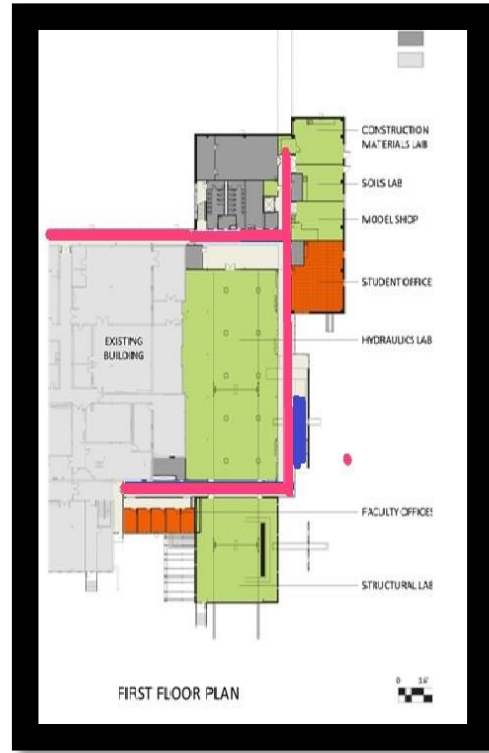 CONSTRUCTION
MATERIALS LAB
SOILS LAB
MODEL SHOP
STUDENT OFFICE
HYDRAULICS LAB
EXISTING
BUILDING
FACULTY OFFICES
STRUCTURAL LAB
FIRST FLOOR PLAN
0 16'